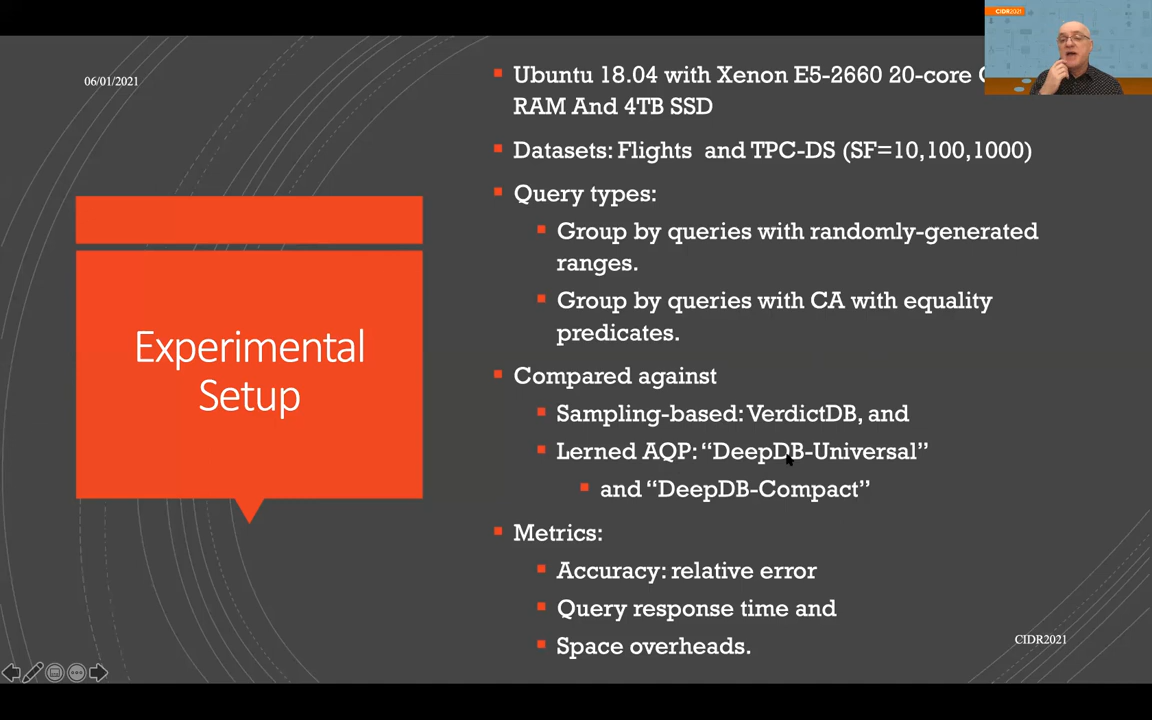 CIDR2021
06/01/2021
Ubuntu 18.04 with Xenon E5-2660 20-core
RAM And 4TB SSD
Datasets: Flights and TPC-DS (SF=10,100,1000)
Query types:
Group by queries with randomly-generated
ranges.
Group by queries with CA with equality
predicates.
Experimental
Setup
Compared against
Sampling-based: VerdictDB, and
Lerned AQP: “DeepDB-Universal”
and “DeepDB-Compact”
Metrics:
Accuracy: relative error
Query response time and
Space overheads.
CIDR2021